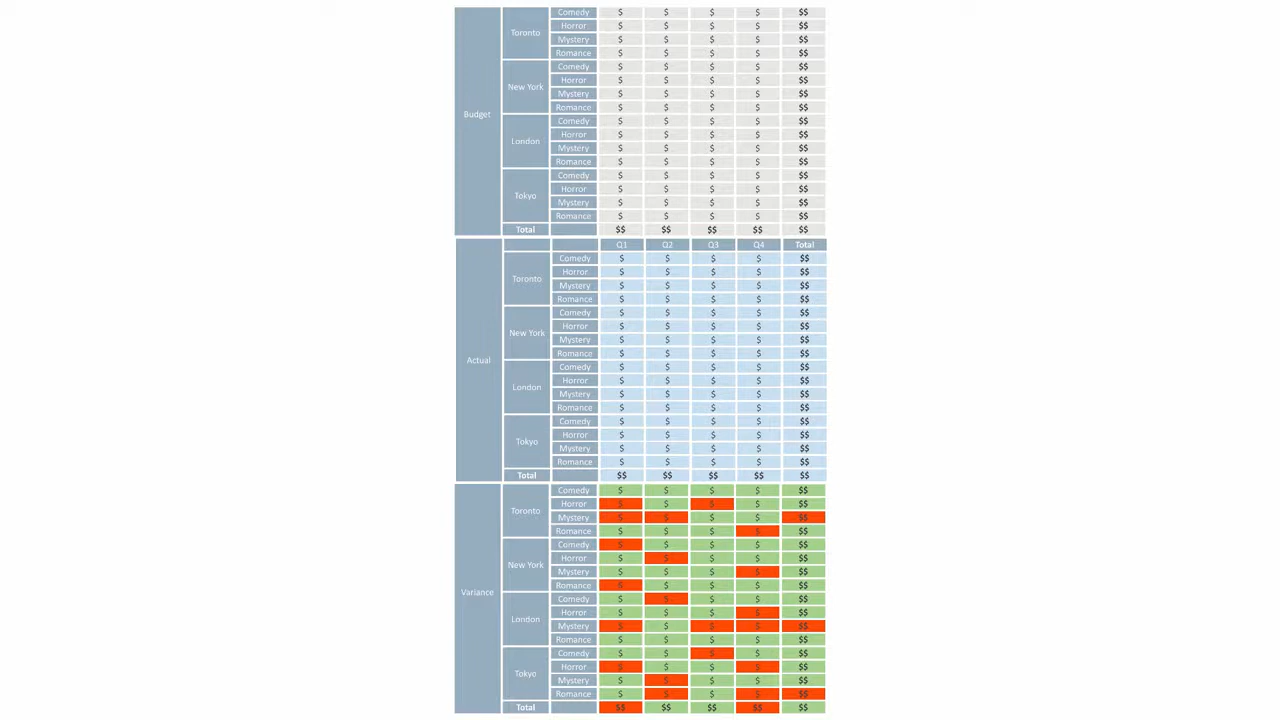 Comedy $ $ $ $ $$
Toronto Horror $ $ $ $ $$
Mystery $ $ $ $ $$
Romance $ $ $ $ $$
Comedy $ $ $ $ $$
New York Horror $ $ $ $ $$
Mystery $ $ $ $ $$
Romance $ $ $ $ $$
Budget
Comedy $ $ $ $ $$
London Horror $ $ $ $ $$
Mystery $ $ $ $ $$
Romance $ $ $ $ $$
Comedy $ $ $ $ $$
Tokyo Horror $ $ $ $ $$
Mystery $ $ $ $ $$
Romance $ $ $ $ $$
Total $$ $$ $$ $$ $$
Q1 Q2 Q3 Q4 Total
Comedy $ $ $ $ $$
Toronto Horror $ $ $ $ $$
Mystery $ $ $ $ $$
Romance $ $ $ $ $$
Comedy $ $ $ $ $$
New York Horror $ $ $ $ $$
Mystery $ $ $ $ $$
Romance $ $ $ $ $$
Actual
Comedy $ $ $ $ $$
London Horror $ $ $ $ $$
Mystery $ $ $ $ $$
Romance $ $ $ $ $$
Comedy $ $ $ $ $$
Tokyo Horror $ $ $ $ $$
Mystery $ $ $ $ $$
Romance $ $ $ $ $$
Total $$ $$ $$ $$ $$
Comedy $ $ $ $ $$
Toronto Horror $ $ $ $ $$
Mystery $ $ $ $ $$
Romance $ $ $ $ $$
Comedy $ $ $ $ $$
New York Horror $ $ $ $ $$
Mystery $ $ $ $ $$
Romance $ $ $ $ $$
Variance
Comedy $ $ $ $ $$
London Horror $ $ $ $ $$
Mystery $ $ $ $ $$
Romance $ $ $ $ $$
Comedy $ $ $ $ $$
Tokyo Horror $ $ $ $ $$
Mystery $ $ $ $ $$
Romance $ $ $ $ $$
Total $$ $$ $$ $$ $$